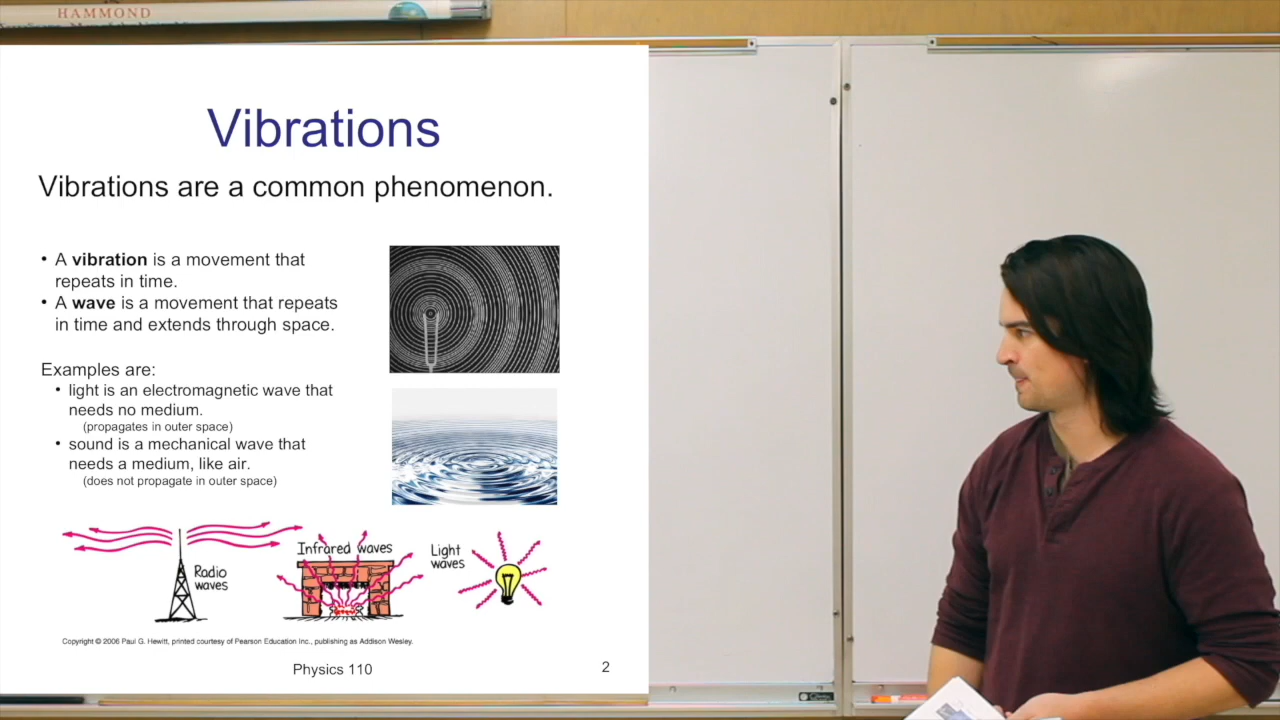 HAMMOND
Vibrations
Vibrations are a common phenomenon.
• A vibration is a movement that
repeats in time.
• A wave is a movement that repeats
in time and extends through space.
Examples are:
• light is an electromagnetic wave that
needs no medium.
(propagates in outer space)
• sound is a mechanical wave that
needs a medium, like air.
(does not propagate in outer space)
Radio
waves
Infrared waves
Light
waves
Copyright © 2006 Paul G. Hewitt, printed courtesy of Pearson Education Inc., publishing as Addison Wesley.
Physics 110
2